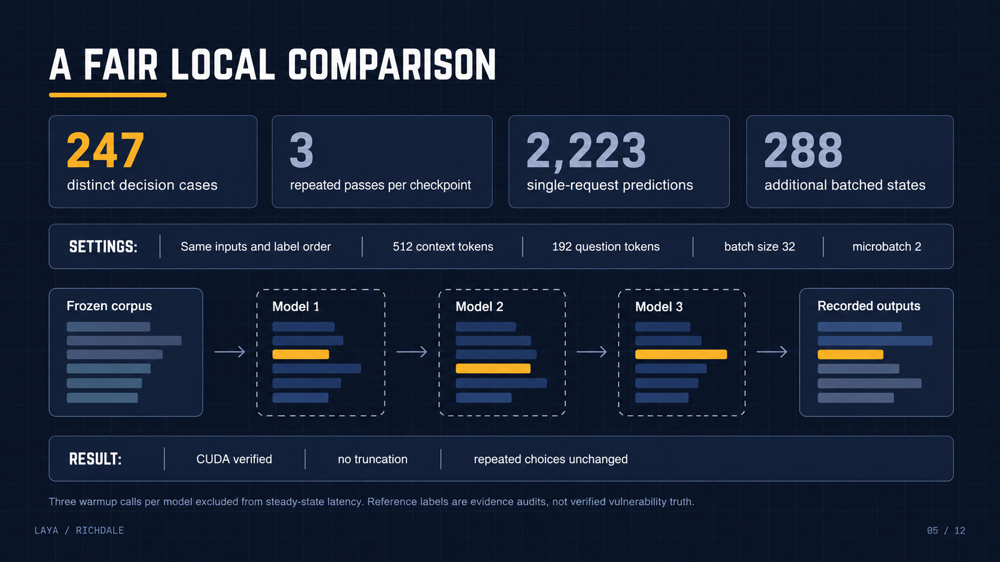 A FAIR LOCAL COMPARISON
247
distinct decision cases
3
repeated passes per checkpoint
2,223
single-request predictions
288
additional batched states
SETTINGS:
Same inputs and label order
512 context tokens
192 question tokens
batch size 32
microbatch 2
Frozen corpus
Model 1
Model 2
Model 3
Recorded outputs
RESULT:
CUDA verified
no truncation
repeated choices unchanged
Three warmup calls per model excluded from steady-state latency. Reference labels are evidence audits, not verified vulnerability truth.
LAYA / RICHDALE
05 / 12